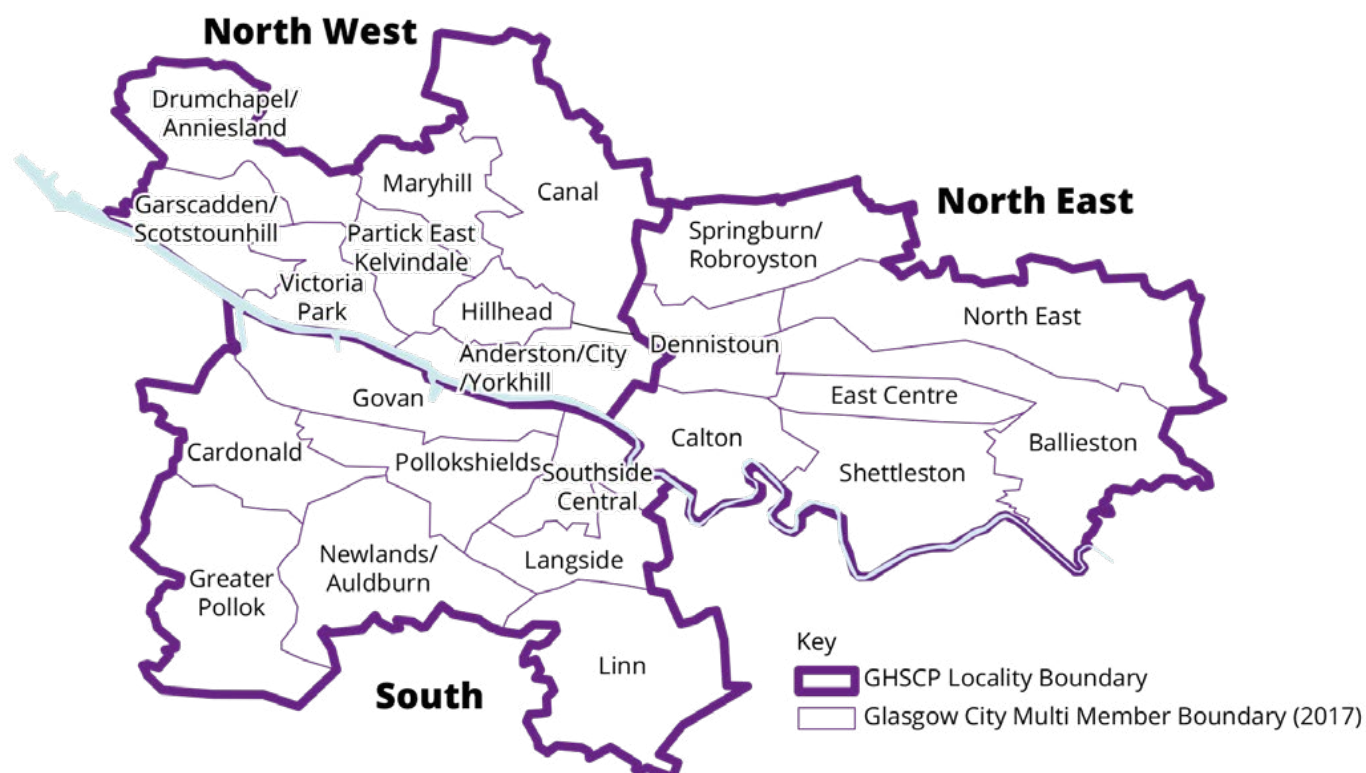 North West
Drumchapel/
Anniesland
Maryhill
Canal
Garscadden/
Scotstounhill
Partick East
Kelvindale
Victoria
Park
Hillhead
Anderston/City
/Yorkhill
North East
Springburn/
Robroyston
North East
Dennistoun
East Centre
Calton
Ballieston
Shettleston
Govan
Cardonald
Pollokshields
Southside
Central
Langside
Newlands/
Auldburn
Greater
Pollok
Linn
South
Key
GHSCP Locality Boundary
Glasgow City Multi Member Boundary (2017)